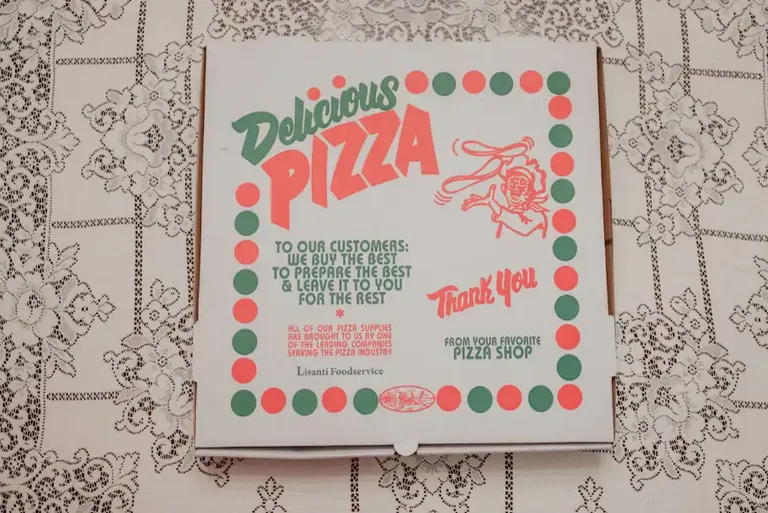 Delicious
PIZZA
TO OUR CUSTOMERS:
WE BUY THE BEST
TO PREPARE THE BEST
& LEAVE IT TO YOU
FOR THE REST
*
ALL OF OUR PIZZA SUPPLIES
ARE BROUGHT TO US BY ONE
OF THE LEADING COMPANIES
SERVING THE PIZZA INDUSTRY
Lisanti Foodservice
Thank You
FROM YOUR FAVORITE
PIZZA SHOP